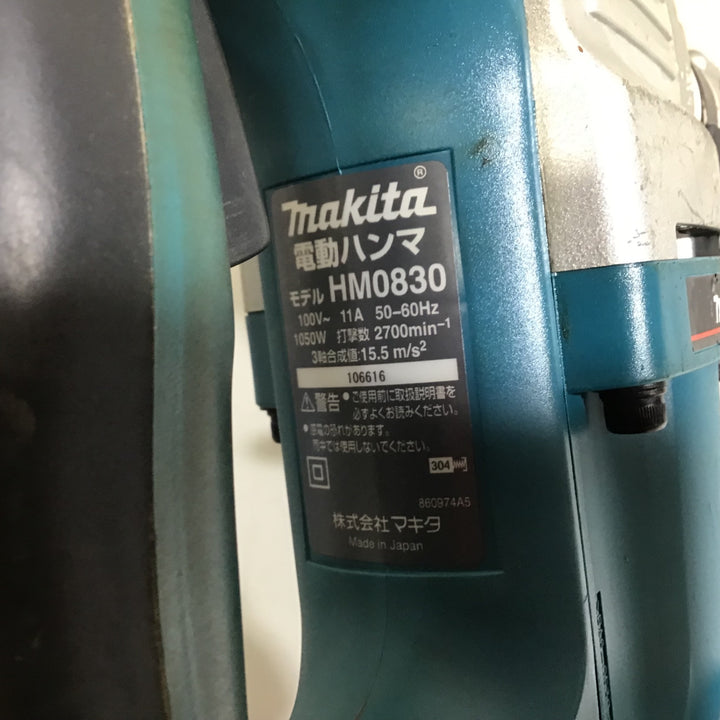 makita®
電動ハンマ
モデル HM0830
100V~ 11A 50-60Hz
1050W 打撃数 2700min⁻¹
3軸合成値:15.5 m/s²
106616
⚠警告 ●ご使用前に取扱説明書を
必ずよくお読みください。
●感電の恐れがあります。
雨中では使用しないでください。
304
860974A5
株式会社マキタ
Made in Japan